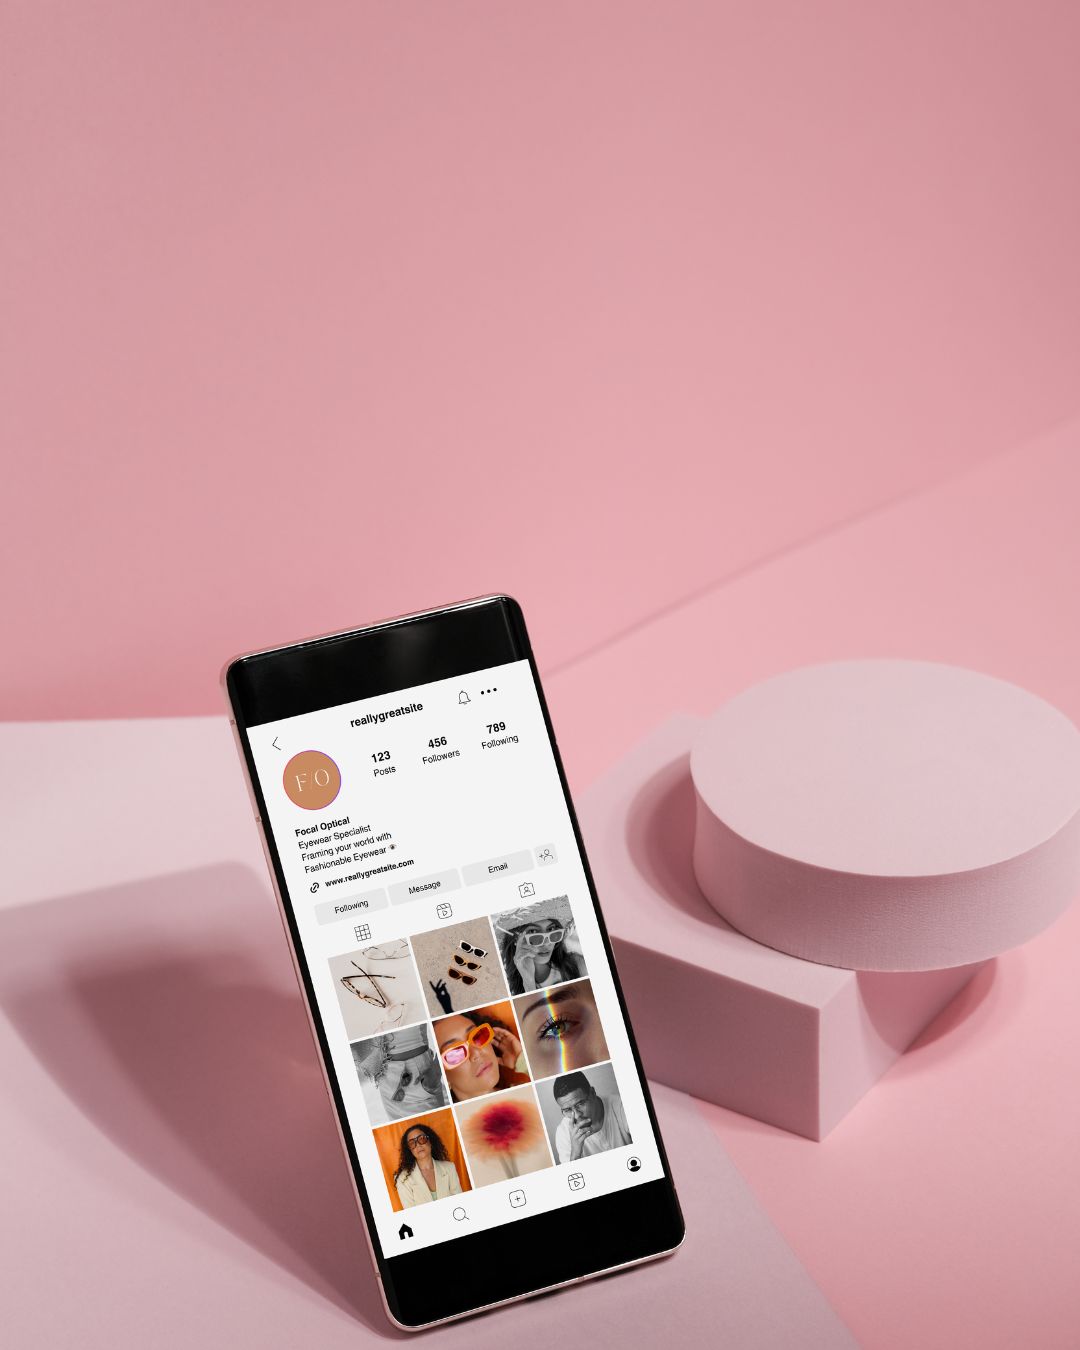 reallygreatsite
123 456 789
Posts Followers Following
F/O
Focal Optical
Eyewear Specialist
Framing your world with
Fashionable Eyewear 👁
www.reallygreatsite.com
Following Message Email